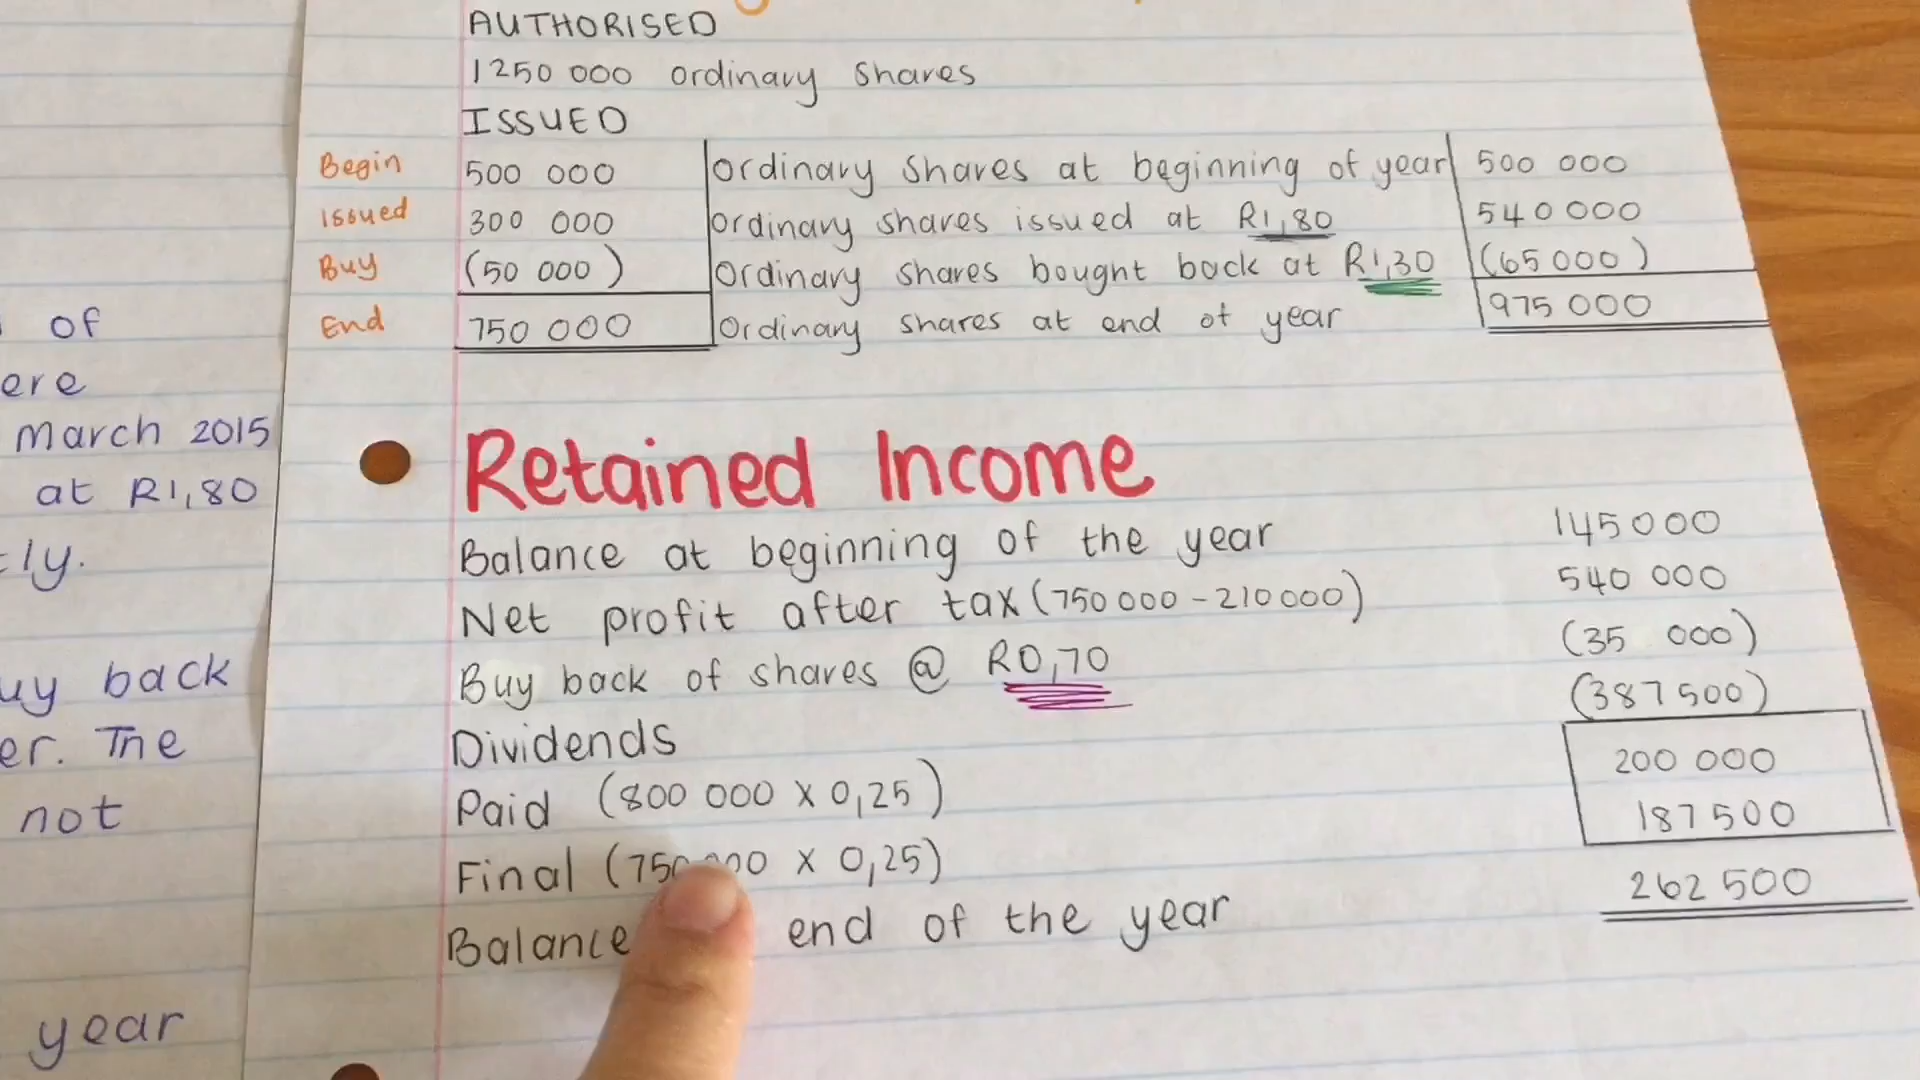 AUTHORISED
1250 000 ordinary shares
ISSUED
Begin 500 000 Ordinary shares at beginning of year 500 000
Issued 300 000 Ordinary shares issued at R1,80 540 000
Buy (50 000) Ordinary shares bought back at R1,30 (65 000)
End 750 000 Ordinary shares at end of year 975 000
Retained Income
Balance at beginning of the year 145 000
Net profit after tax (750 000 - 210 000) 540 000
Buy back of shares @ R0,70 (35 000)
Dividends (387 500)
Paid (800 000 x 0,25) 200 000
Final ( x 0,25) 187 500
Balance end of the year 262 500
of
ere
March 2015
at R1,80
ly.
uy back
er. The
not
year